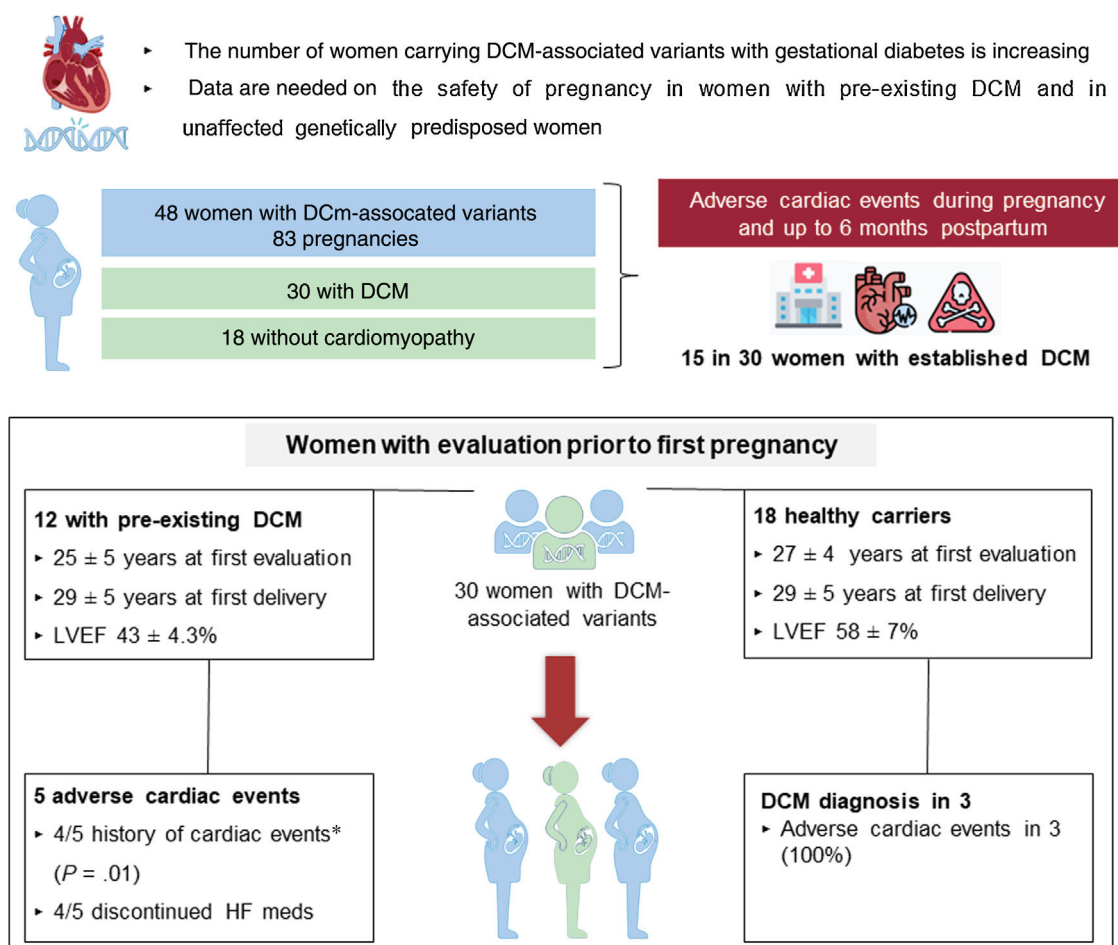 ▸ The number of women carrying DCM-associated variants with gestational diabetes is increasing
▸ Data are needed on the safety of pregnancy in women with pre-existing DCM and in
unaffected genetically predisposed women
48 women with DCm-assocated variants
83 pregnancies
30 with DCM
18 without cardiomyopathy
Adverse cardiac events during pregnancy
and up to 6 months postpartum
15 in 30 women with established DCM
Women with evaluation prior to first pregnancy
12 with pre-existing DCM
▸ 25 ± 5 years at first evaluation
▸ 29 ± 5 years at first delivery
▸ LVEF 43 ± 4.3%
30 women with DCM-
associated variants
18 healthy carriers
▸ 27 ± 4 years at first evaluation
▸ 29 ± 5 years at first delivery
▸ LVEF 58 ± 7%
5 adverse cardiac events
▸ 4/5 history of cardiac events*
(P = .01)
▸ 4/5 discontinued HF meds
DCM diagnosis in 3
▸ Adverse cardiac events in 3
(100%)